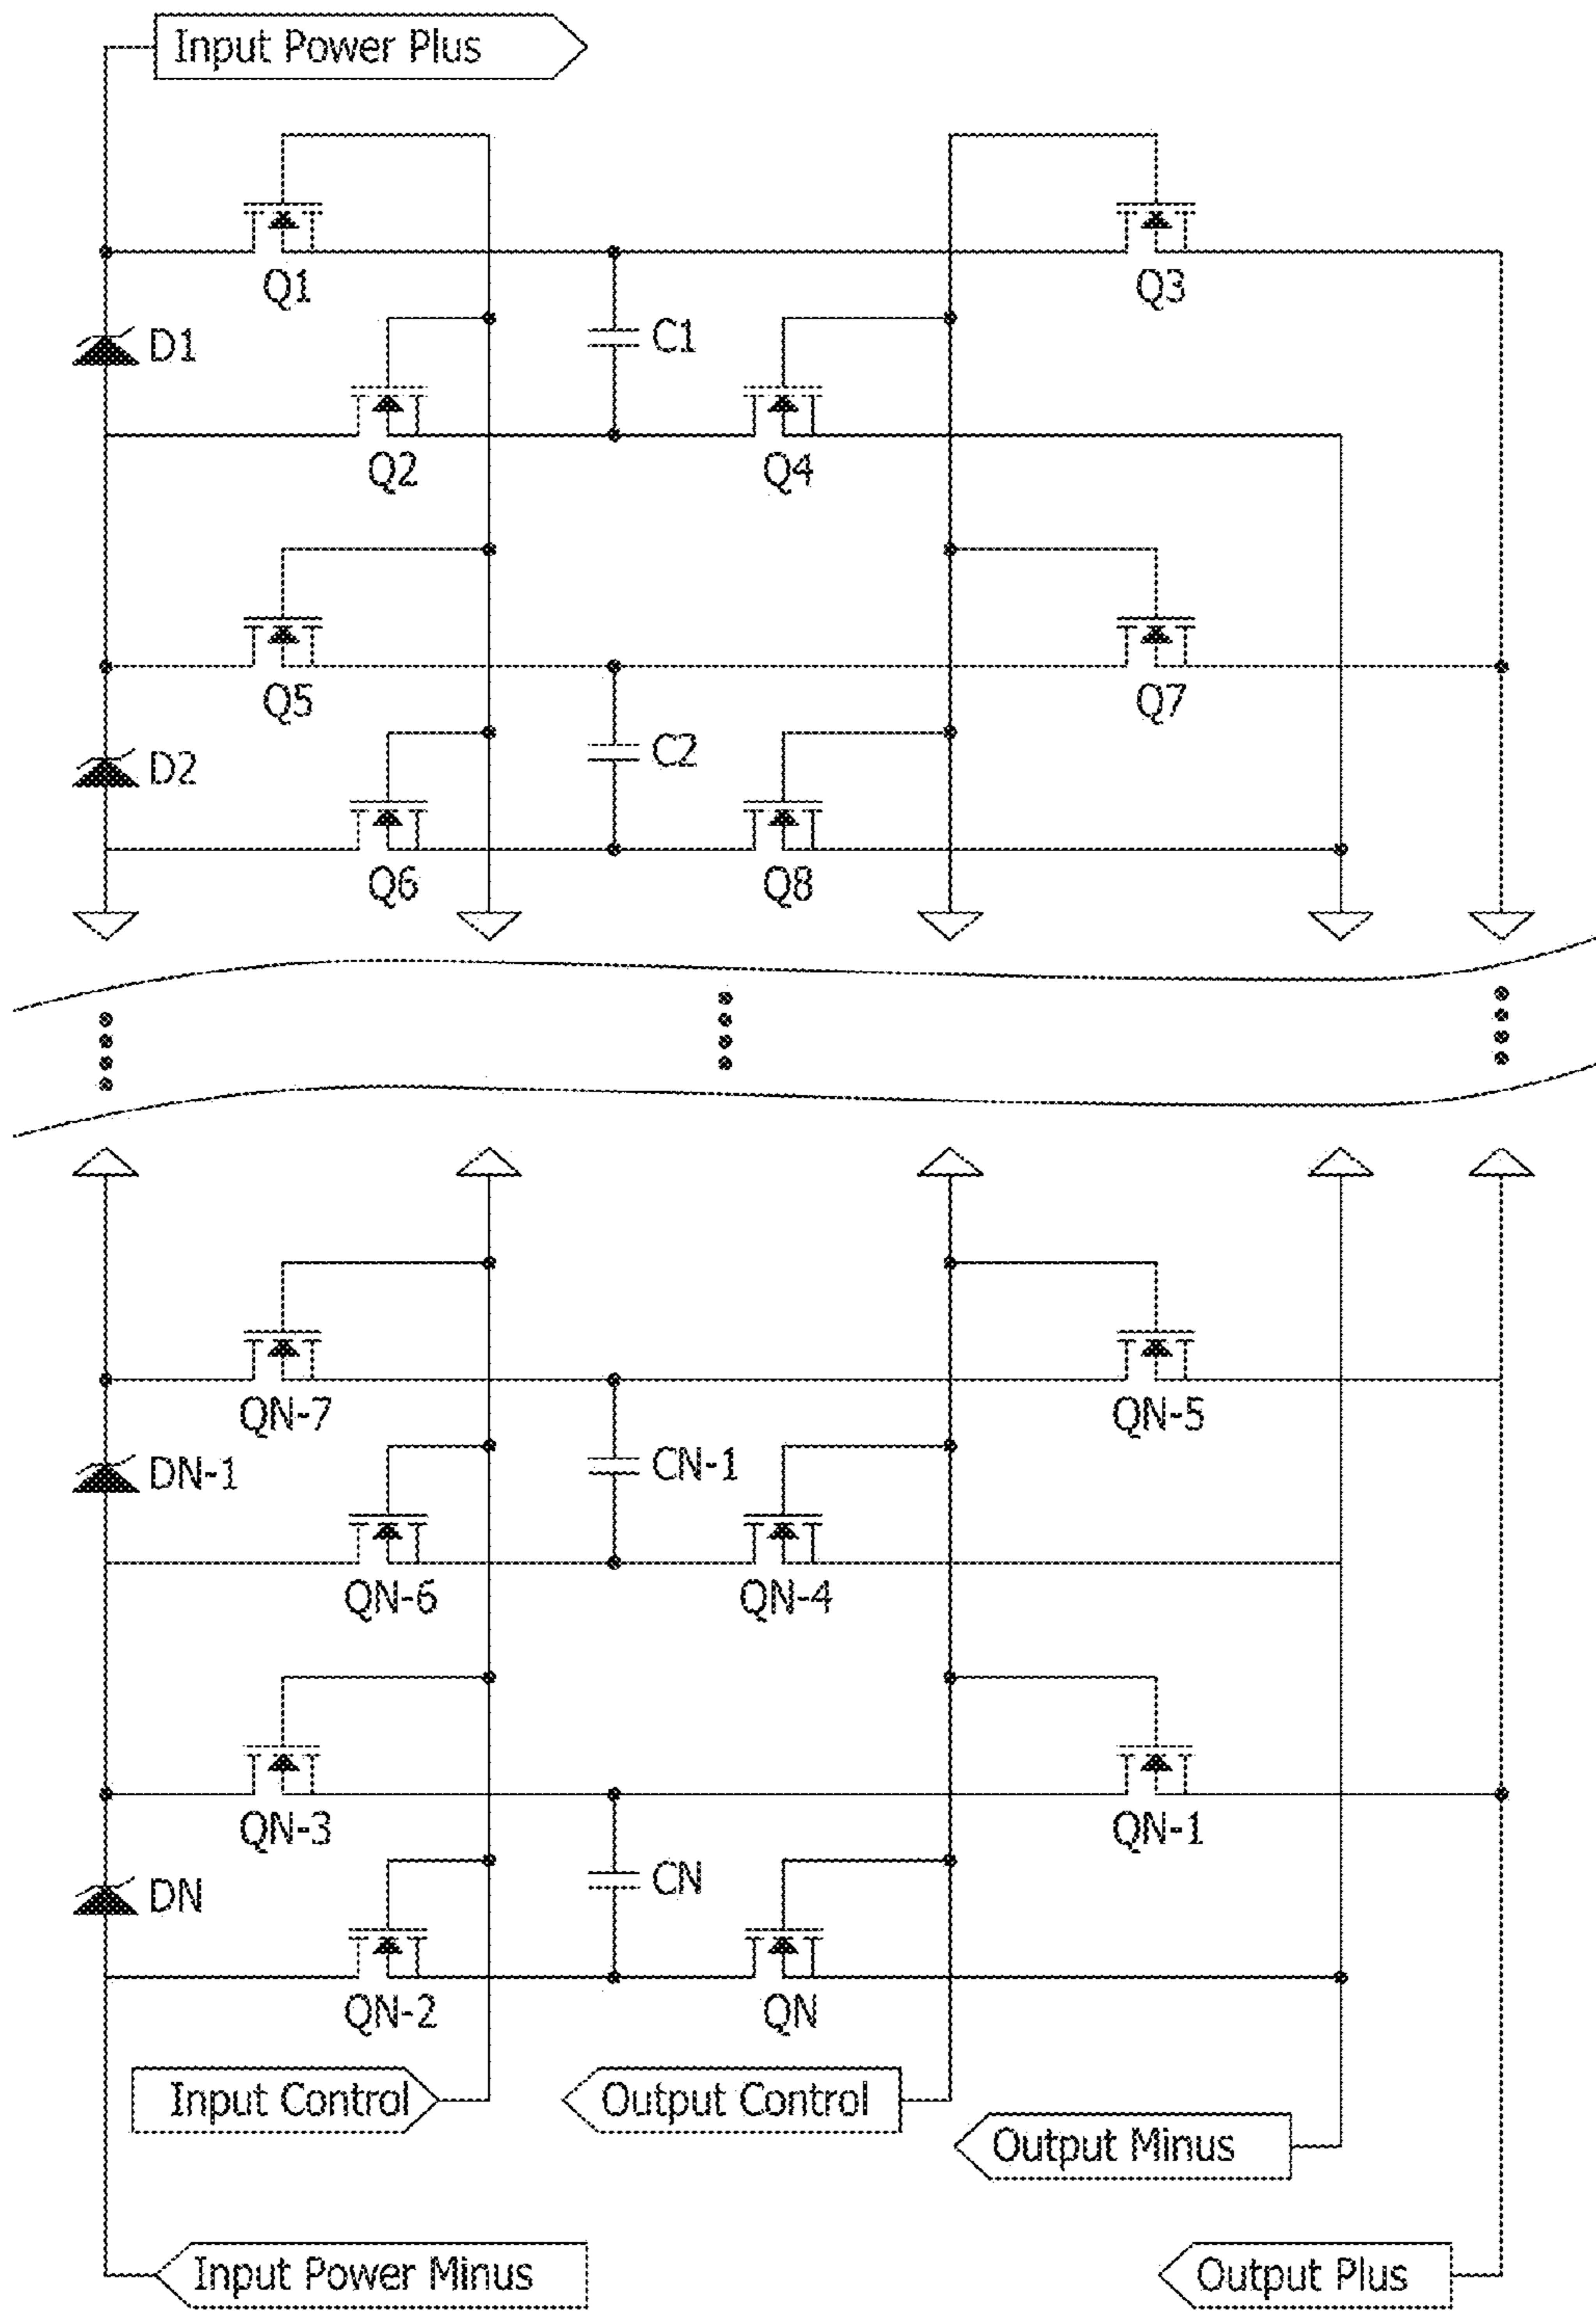 Input Power Plus
Q1
Q3
D1
C1
Q2
Q4
Q5
Q7
D2
C2
Q6
Q8
QN-7
QN-5
DN-1
CN-1
QN-6
QN-4
QN-3
QN-1
DN
CN
QN-2
QN
Input Control
Output Control
Output Minus
Input Power Minus
Output Plus